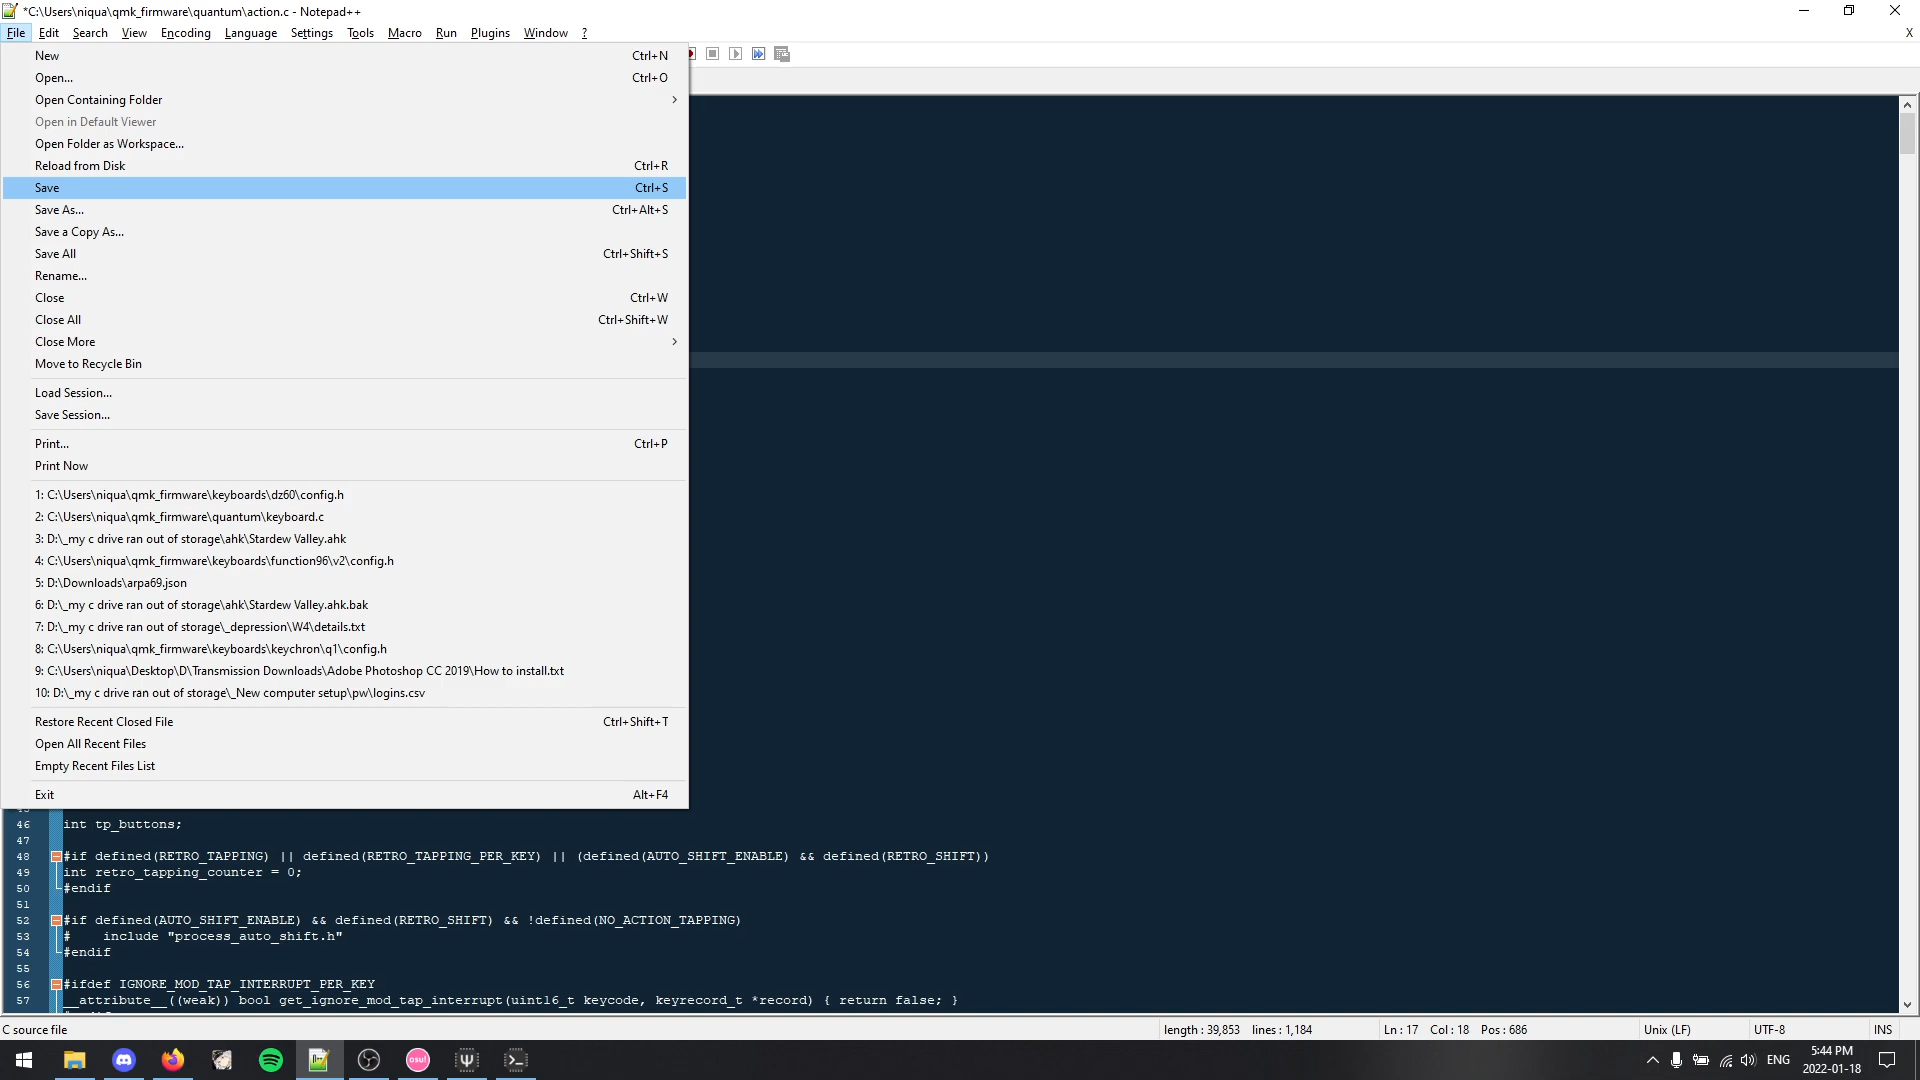 *C:\Users\niqua\qmk_firmware\quantum\action.c - Notepad++
File Edit Search View Encoding Language Settings Tools Macro Run Plugins Window ? X
New Ctrl+N
Open... Ctrl+O
Open Containing Folder
Open in Default Viewer
Open Folder as Workspace...
Reload from Disk Ctrl+R
Save Ctrl+S
Save As... Ctrl+Alt+S
Save a Copy As...
Save All Ctrl+Shift+S
Rename...
Close Ctrl+W
Close All Ctrl+Shift+W
Close More
Move to Recycle Bin
Load Session...
Save Session...
Print... Ctrl+P
Print Now
1: C:\Users\niqua\qmk_firmware\keyboards\dz60\config.h
2: C:\Users\niqua\qmk_firmware\quantum\keyboard.c
3: D:\_my c drive ran out of storage\ahk\Stardew Valley.ahk
4: C:\Users\niqua\qmk_firmware\keyboards\function96\v2\config.h
5: D:\Downloads\arpa69.json
6: D:\_my c drive ran out of storage\ahk\Stardew Valley.ahk.bak
7: D:\_my c drive ran out of storage\_depression\W4\details.txt
8: C:\Users\niqua\qmk_firmware\keyboards\keychron\q1\config.h
9: C:\Users\niqua\Desktop\D\Transmission Downloads\Adobe Photoshop CC 2019\How to install.txt
10: D:\_my c drive ran out of storage\_New computer setup\pw\logins.csv
Restore Recent Closed File Ctrl+Shift+T
Open All Recent Files
Empty Recent Files List
Exit Alt+F4
46 int tp_buttons;
47
48 #if defined(RETRO_TAPPING) || defined(RETRO_TAPPING_PER_KEY) || (defined(AUTO_SHIFT_ENABLE) && defined(RETRO_SHIFT))
49 int retro_tapping_counter = 0;
50 #endif
51
52 #if defined(AUTO_SHIFT_ENABLE) && defined(RETRO_SHIFT) && !defined(NO_ACTION_TAPPING)
53 #    include "process_auto_shift.h"
54 #endif
55
56 #ifdef IGNORE_MOD_TAP_INTERRUPT_PER_KEY
57 __attribute__((weak)) bool get_ignore_mod_tap_interrupt(uint16_t keycode, keyrecord_t *record) { return false; }
C source file length : 39,853 lines : 1,184 Ln : 17 Col : 18 Pos : 686 Unix (LF) UTF-8 INS
osu! ENG 5:44 PM
2022-01-18